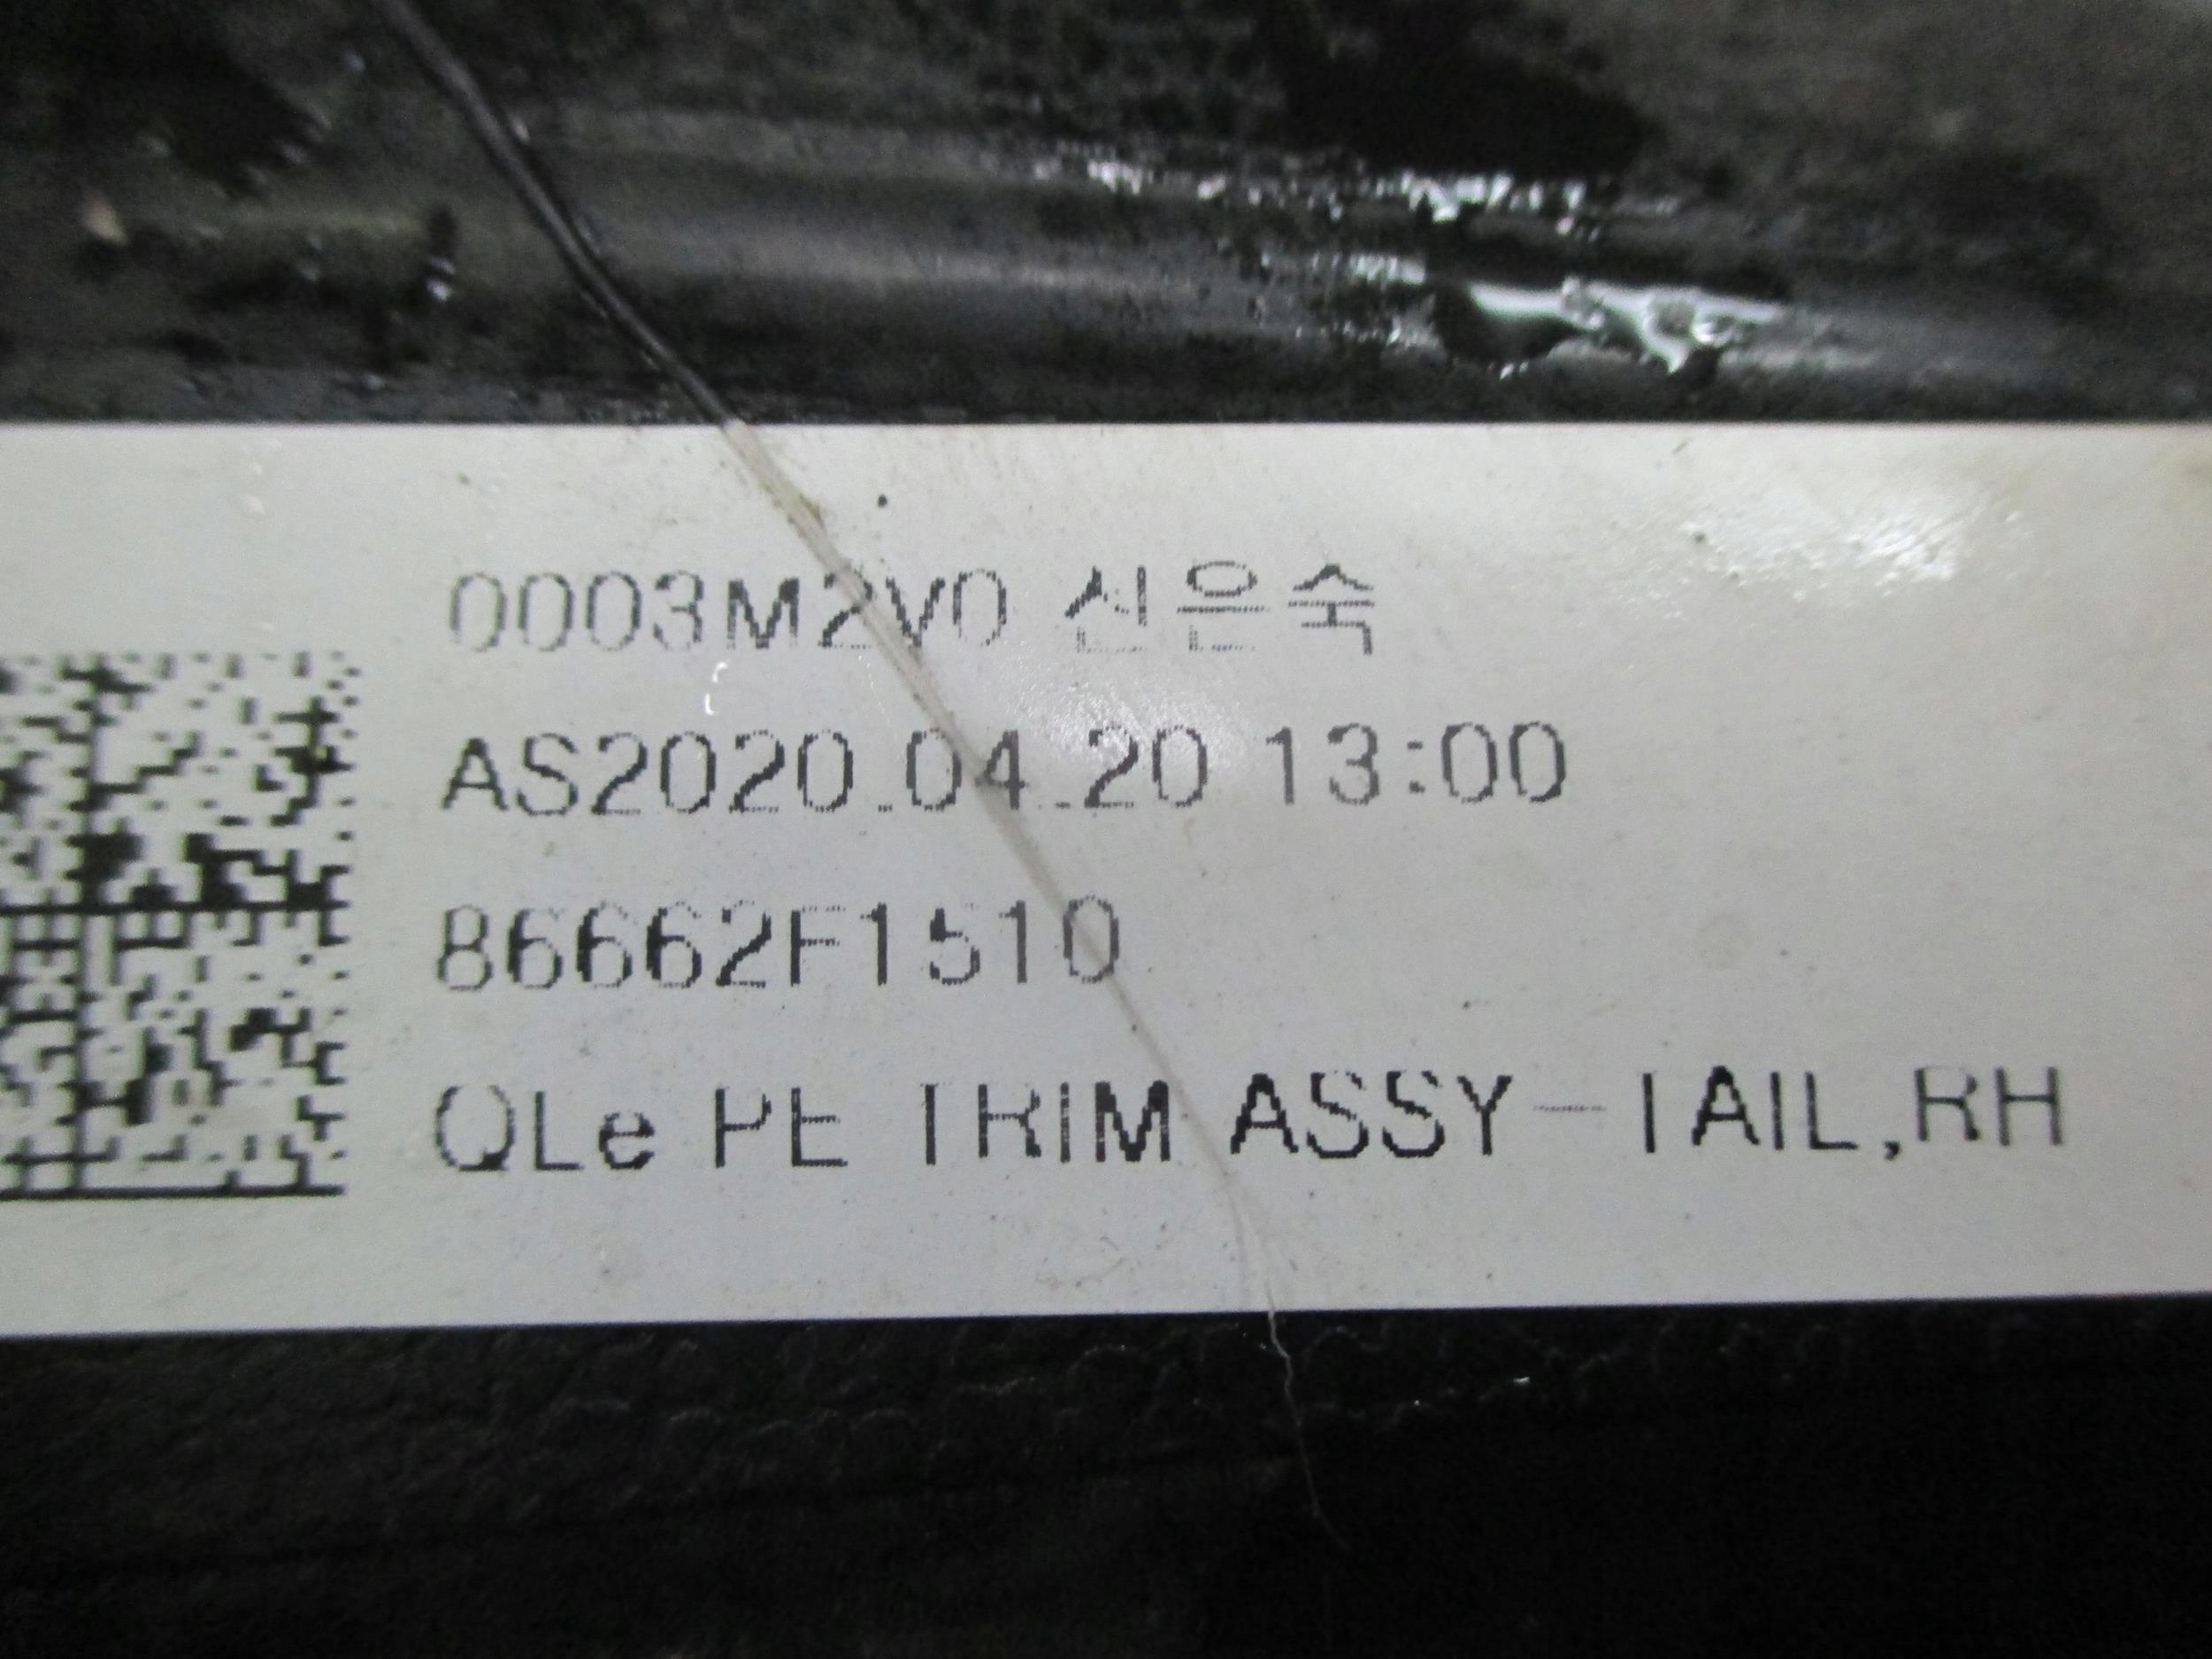 0003M2V0 신은숙
AS2020.04.20 13:00
86662F1510
QLe PE TRIM ASSY-TAIL,RH